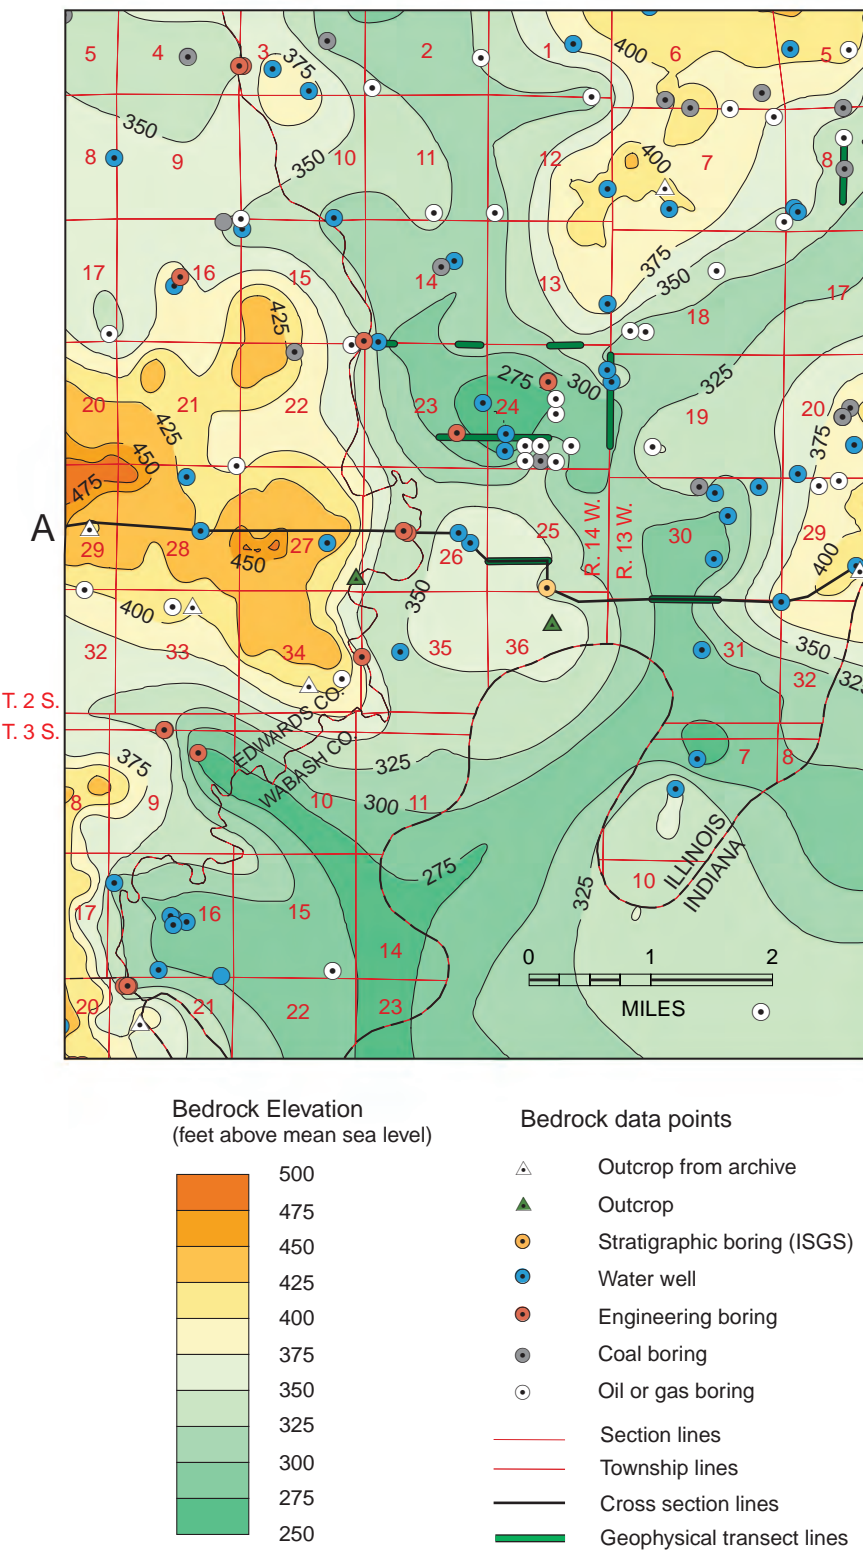 5 4 3 375 2 1 400 6 5
350
8 9 350 10 11 12 400 7 8
17 16 15 14 13 375 350 18 17
425
20 21 22 23 275 24 300 19 325 20
425 450 475 375
A 29 28 27 26 25 R. 14 W. R. 13 W. 30 29
450 400
400 350
32 33 34 35 36 31 350 32 32
T. 2 S.
T. 3 S.
EDWARDS CO.
WABASH CO.
375 325 7 8
8 9 10 300 11
275 325 10 ILLINOIS INDIANA
17 16 15 14
0 1 2
MILES
20 21 22 23
Bedrock Elevation
(feet above mean sea level)
500
475
450
425
400
375
350
325
300
275
250
Bedrock data points
Outcrop from archive
Outcrop
Stratigraphic boring (ISGS)
Water well
Engineering boring
Coal boring
Oil or gas boring
Section lines
Township lines
Cross section lines
Geophysical transect lines